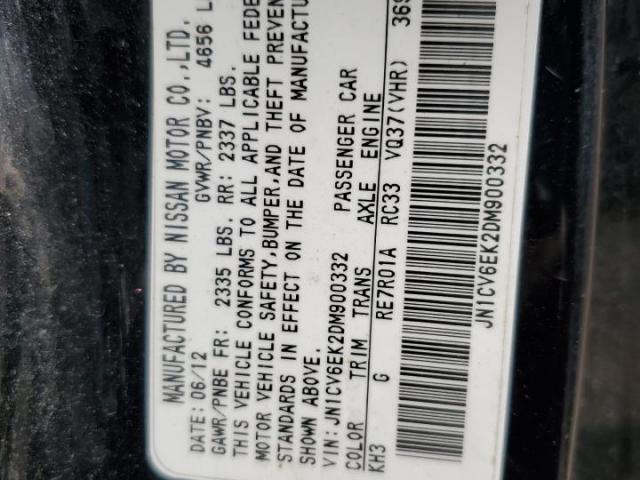 MANUFACTURED BY NISSAN MOTOR CO.,LTD.
DATE: 06/12 GVWR/PNBV: 4656 L
GAWR/PNBE FR: 2335 LBS. RR: 2337 LBS.
THIS VEHICLE CONFORMS TO ALL APPLICABLE FEDE
MOTOR VEHICLE SAFETY,BUMPER,AND THEFT PREVEN
STANDARDS IN EFFECT ON THE DATE OF MANUFACTU
SHOWN ABOVE.
VIN: JN1CV6EK2DM900332 PASSENGER CAR
COLOR TRIM TRANS AXLE ENGINE
KH3 G RE7R01A RC33 VQ37(VHR) 369
JN1CV6EK2DM900332